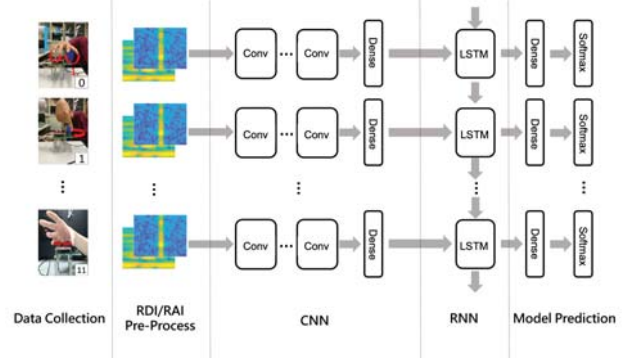 0
Conv ... Conv
Dense
LSTM
Dense
Softmax
1
Conv ... Conv
Dense
LSTM
Dense
Softmax
...
...
...
...
...
11
Conv ... Conv
Dense
LSTM
Dense
Softmax
Data Collection
RDI/RAI
Pre-Process
CNN
RNN
Model Prediction